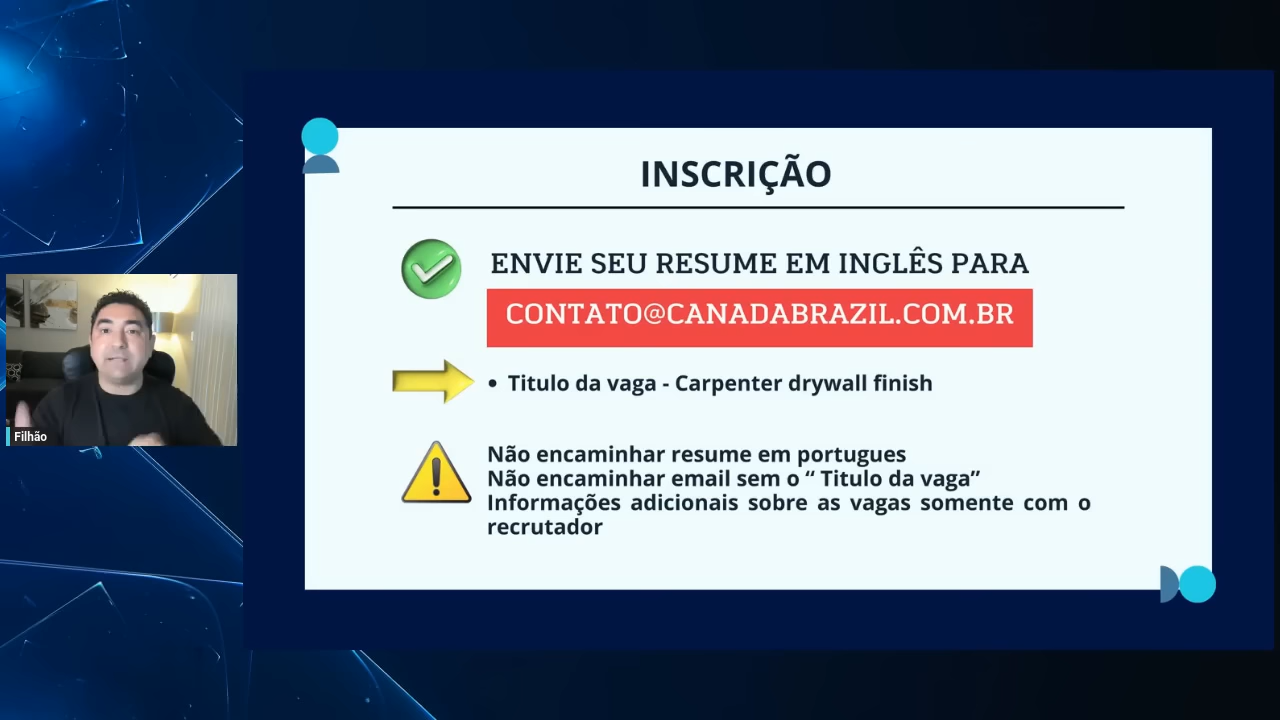 INSCRIÇÃO
ENVIE SEU RESUME EM INGLÊS PARA
CONTATO@CANADABRAZIL.COM.BR
• Titulo da vaga - Carpenter drywall finish
Filhão
Não encaminhar resume em portugues
Não encaminhar email sem o “ Titulo da vaga”
Informações adicionais sobre as vagas somente com o
recrutador